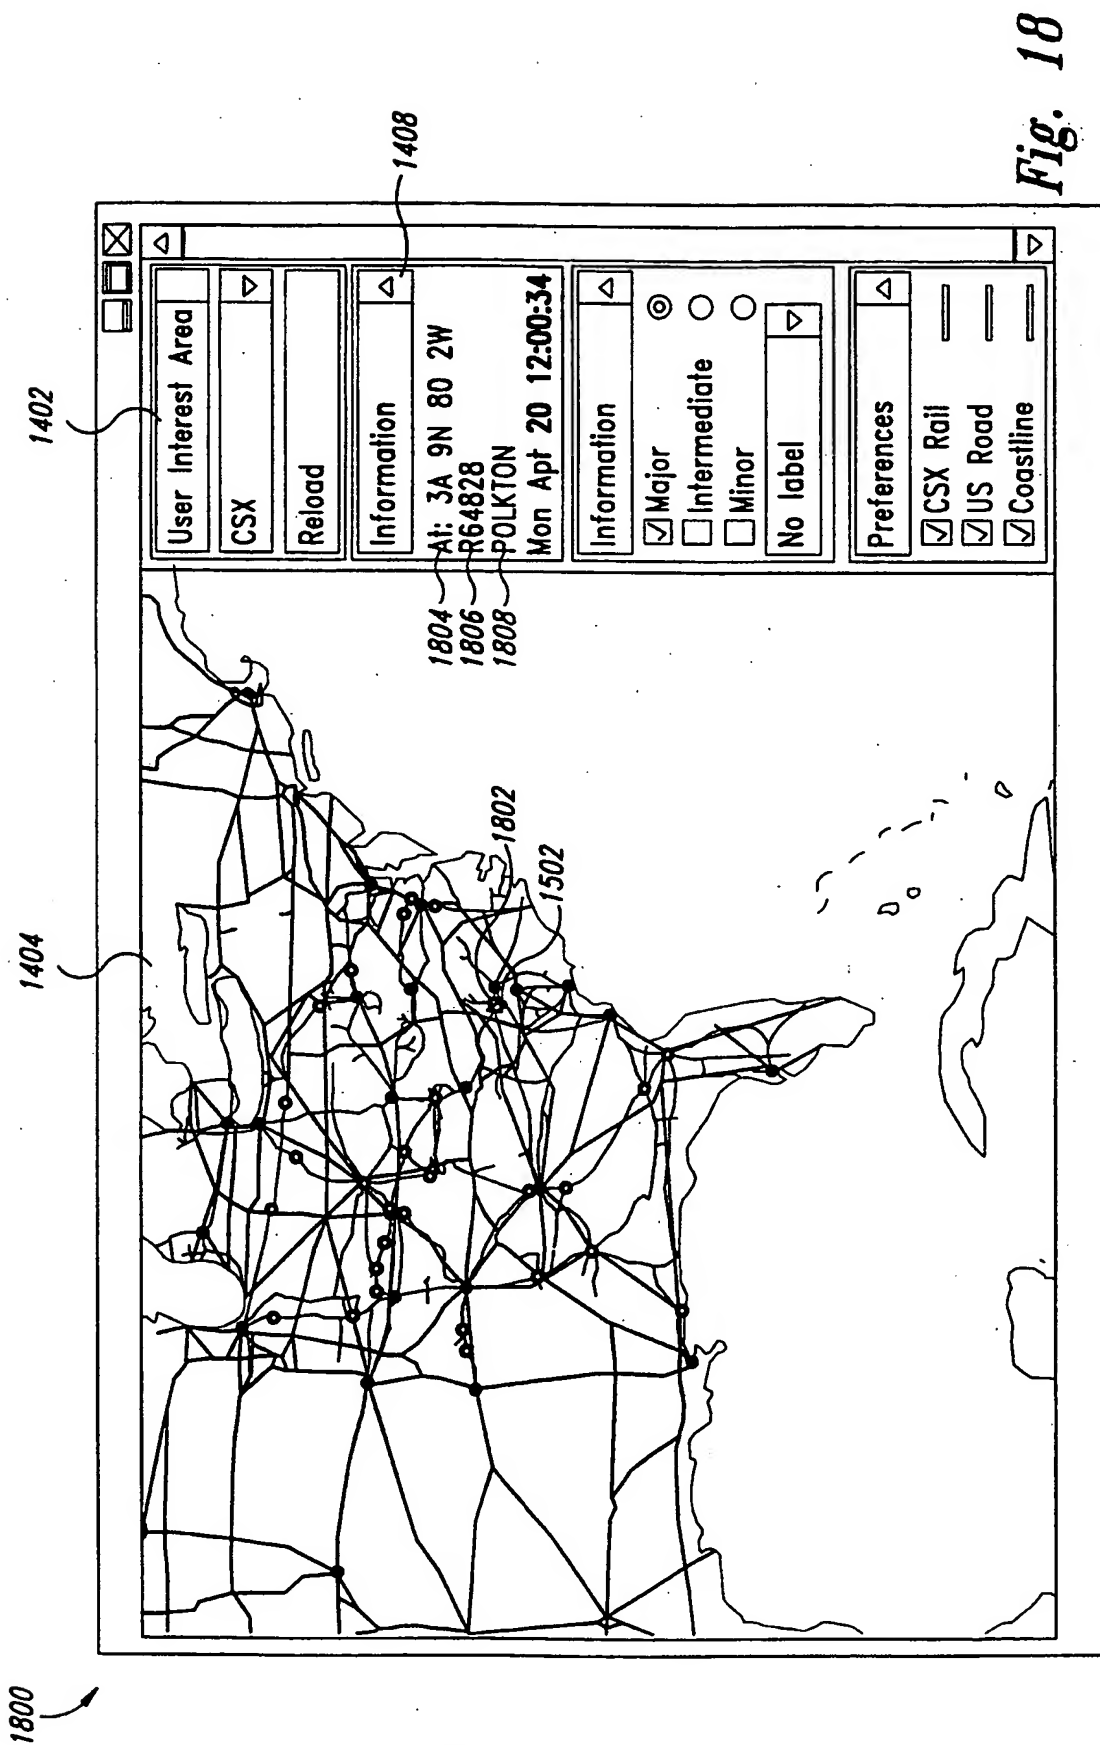 1800
1404
1402
User Interest Area
CSX
Reload
Information
1408
1804
At: 3A 9N 80 2W
1806
R64828
1808
POLKTON
Mon Apt 20 12:00:34
Information
Major
Intermediate
Minor
No label
Preferences
CSX Rail
US Road
Coastline
1802
1502
Fig. 18